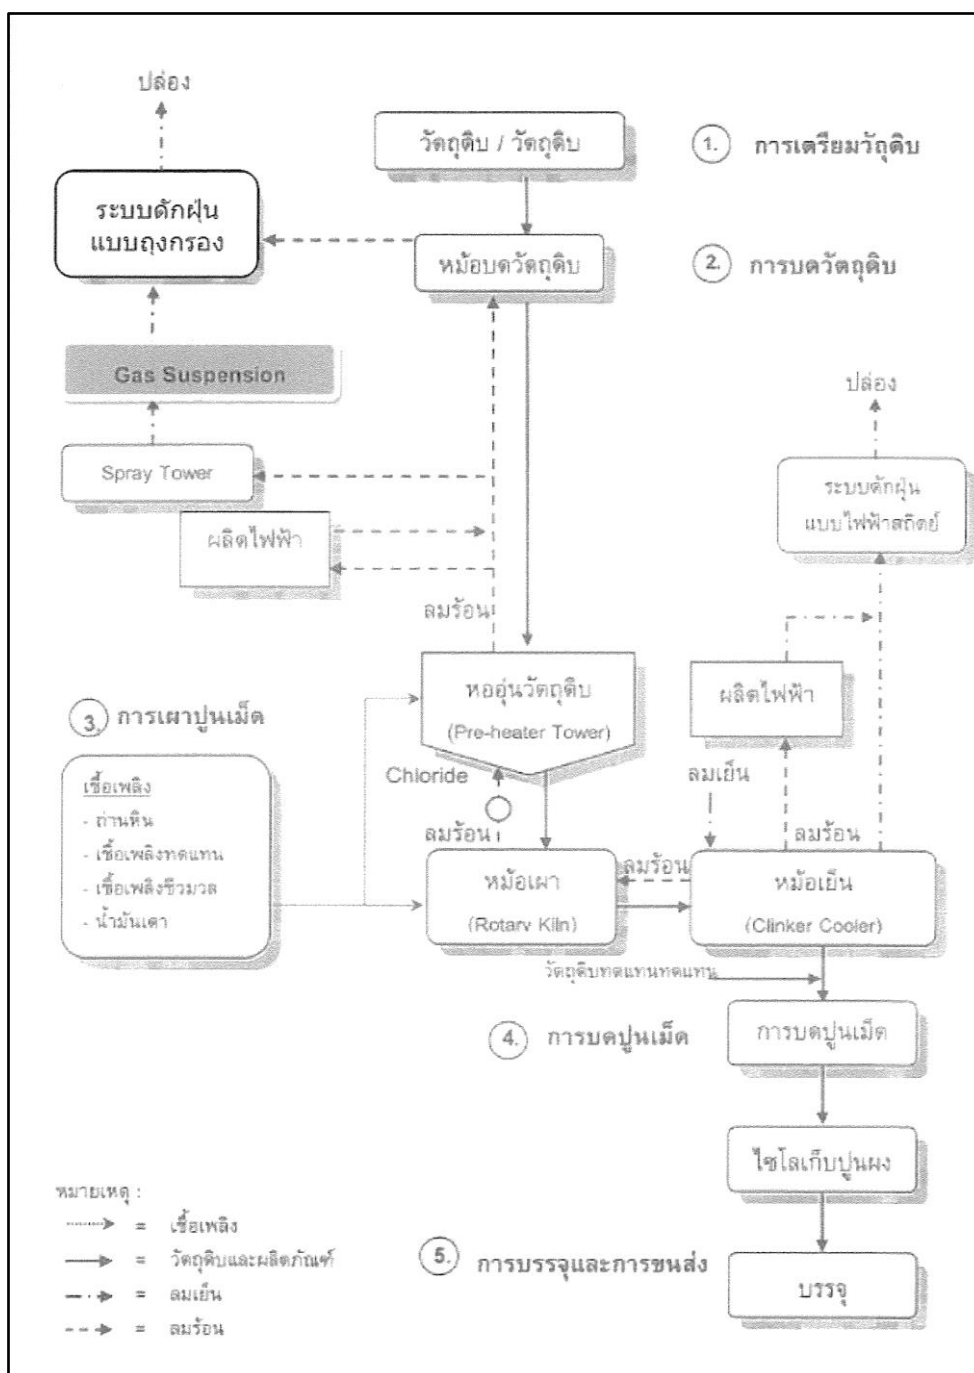 ปล่อง
วัตถุดิบ / วัตถุดิบ
1. การเตรียมวัถุดิบ
ระบบดักฝุ่น
แบบถุงกรอง
หม้อบดวัตถุดิบ
2. การบดวัตถุดิบ
Gas Suspension
ปล่อง
Spray Tower
ระบบดักฝุ่น
แบบไฟฟ้าสถิตย์
ผลิตไฟฟ้า
ลมร้อน
หออุ่นวัตถุดิบ
(Pre-heater Tower)
ผลิตไฟฟ้า
3. การเผาปูนเม็ด
Chloride
ลมเย็น
เชื้อเพลิง
- ถ่านหิน
- เชื้อเพลิงทดแทน
- เชื้อเพลิงชีวมวล
- น้ำมันเตา
ลมร้อน
ลมร้อน
ลมร้อน
หม้อเผา
(Rotary Kiln)
หม้อเย็น
(Clinker Cooler)
วัตถุดิบทดแทนทดแทน
4. การบดปูนเม็ด
การบดปูนเม็ด
ไซโลเก็บปูนผง
หมายเหตุ :
= เชื้อเพลิง
= วัตถุดิบและผลิตภัณฑ์
= ลมเย็น
= ลมร้อน
5. การบรรจุและการขนส่ง
บรรจุ